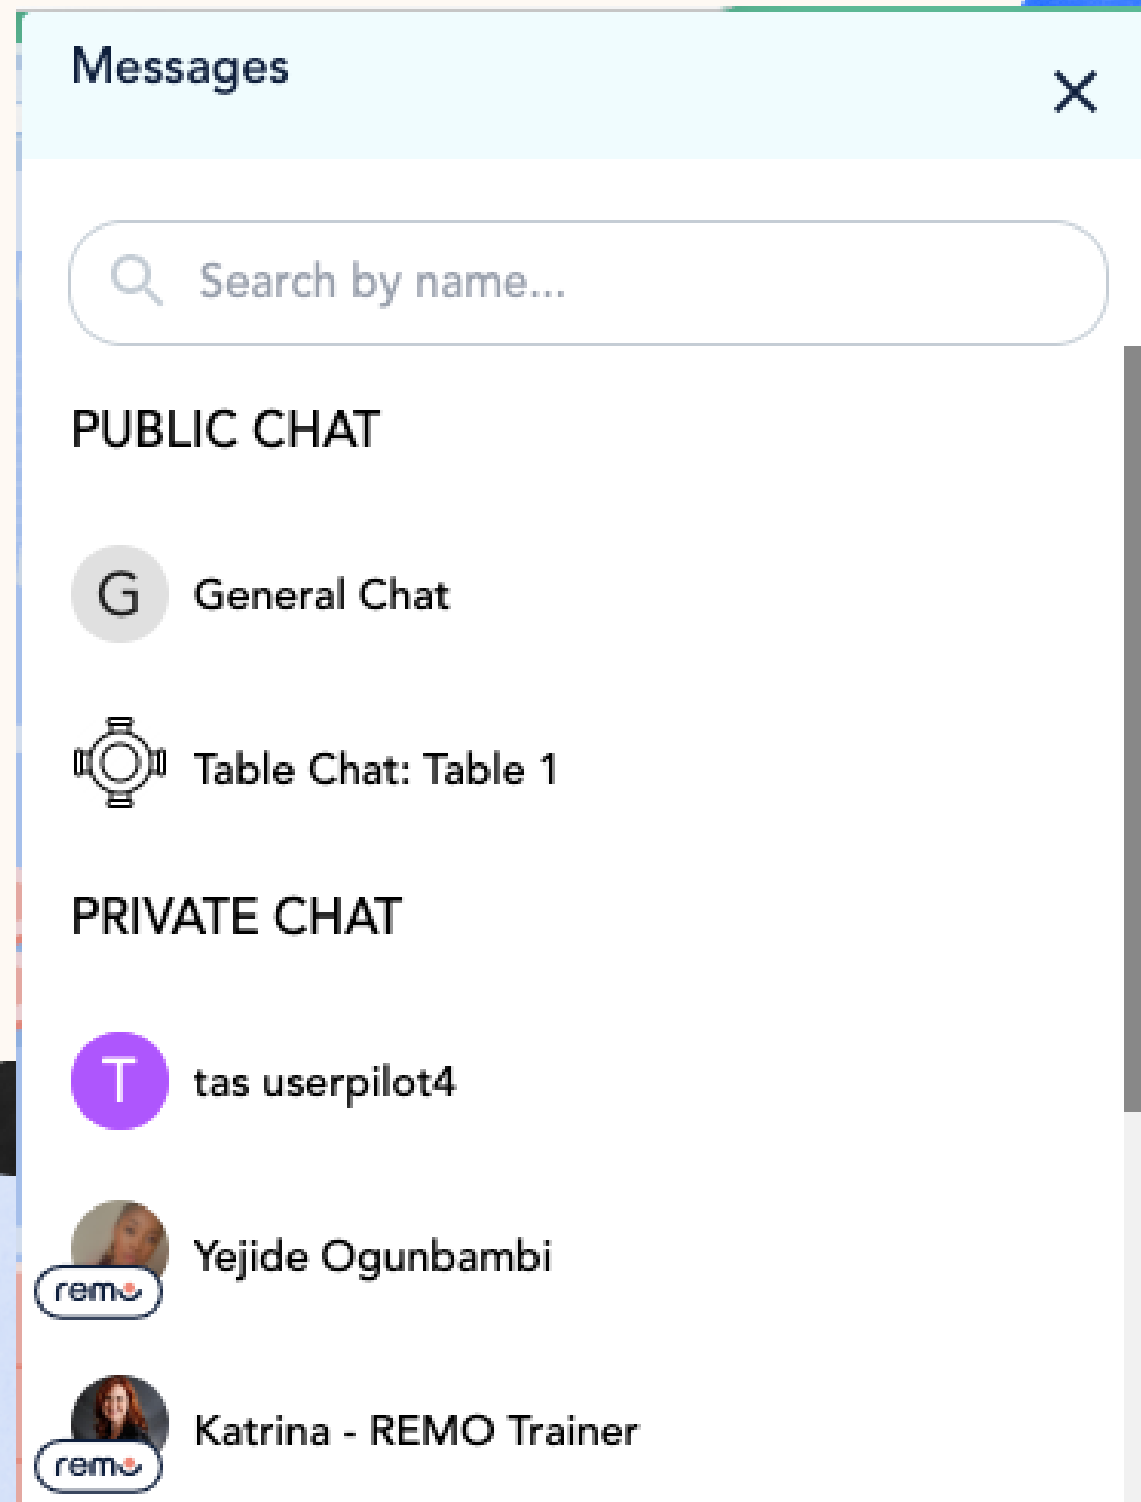 Messages
Search by name...
PUBLIC CHAT
G
General Chat
Table Chat: Table 1
PRIVATE CHAT
T
tas userpilot4
Yejide Ogunbambi
remo
Katrina - REMO Trainer
remo